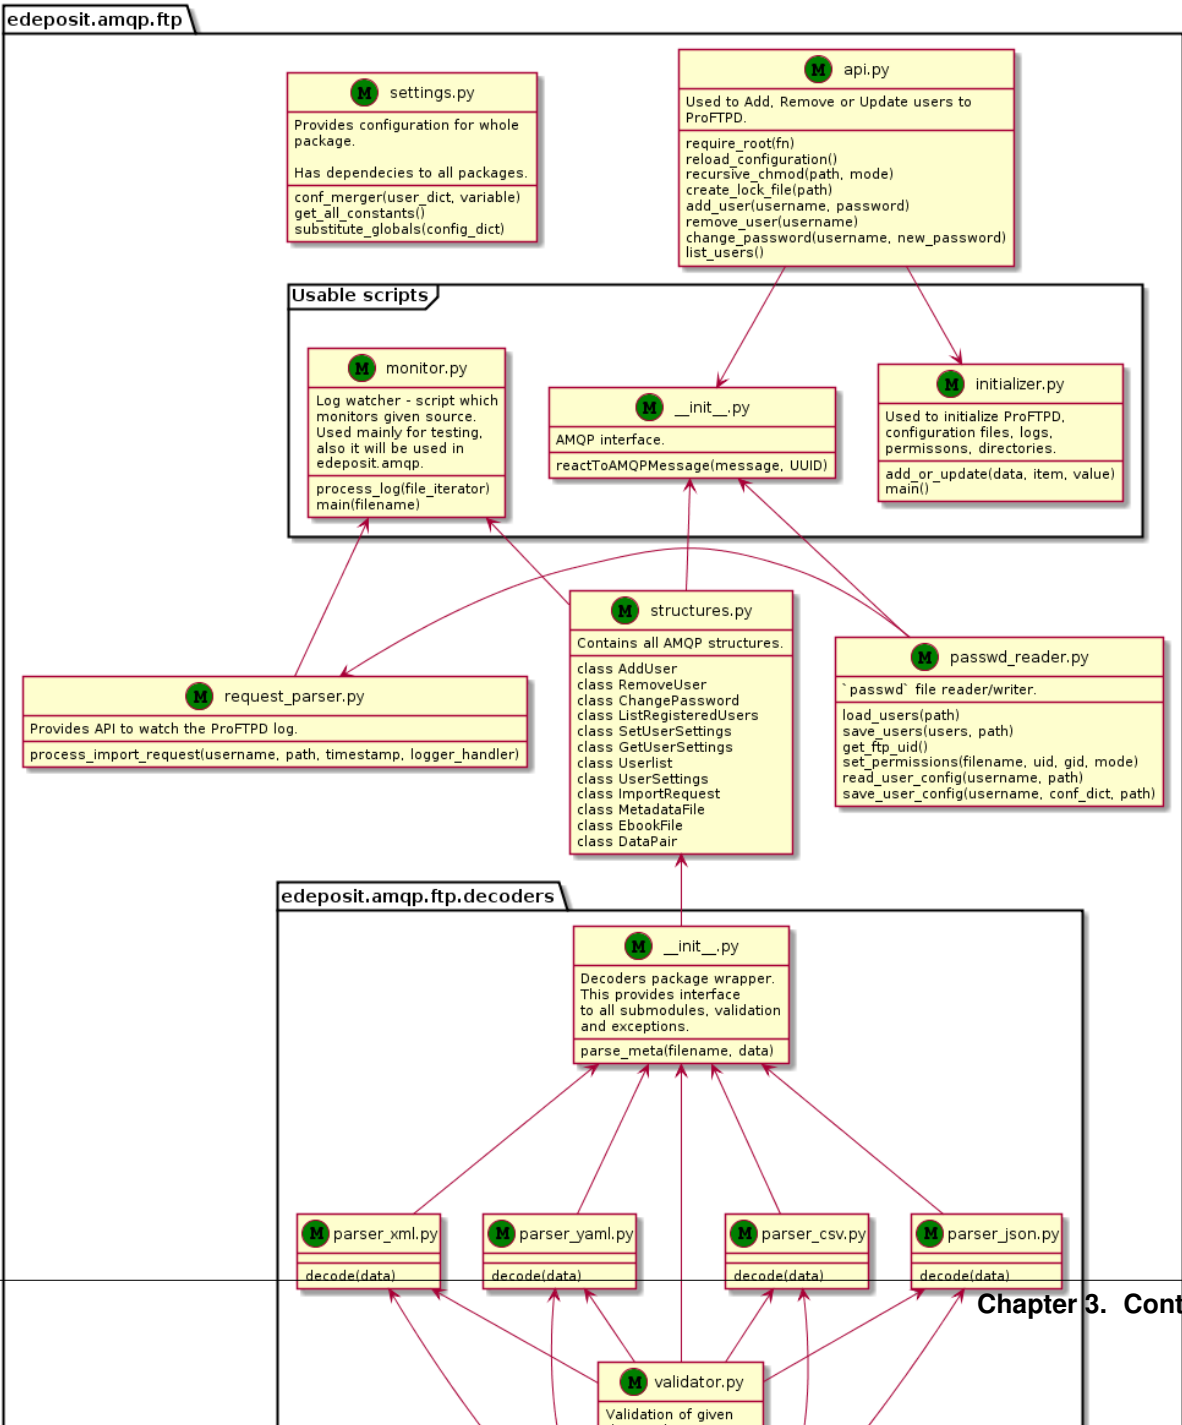 edeposit.amqp.ftp
M settings.py
Provides configuration for whole
package.
Has dependecies to all packages.
conf_merger(user_dict, variable)
get_all_constants()
substitute_globals(config_dict)
M api.py
Used to Add, Remove or Update users to
ProFTPD.
require_root(fn)
reload_configuration()
recursive_chmod(path, mode)
create_lock_file(path)
add_user(username, password)
remove_user(username)
change_password(username, new_password)
list_users()
Usable scripts
M monitor.py
Log watcher - script which
monitors given source.
Used mainly for testing,
also it will be used in
edeposit.amqp.
process_log(file_iterator)
main(filename)
M __init__.py
AMQP interface.
reactToAMQPMessage(message, UUID)
M initializer.py
Used to initialize ProFTPD,
configuration files, logs,
permissons, directories.
add_or_update(data, item, value)
main()
M request_parser.py
Provides API to watch the ProFTPD log.
process_import_request(username, path, timestamp, logger_handler)
M structures.py
Contains all AMQP structures.
class AddUser
class RemoveUser
class ChangePassword
class ListRegisteredUsers
class SetUserSettings
class GetUserSettings
class Userlist
class UserSettings
class ImportRequest
class MetadataFile
class EbookFile
class DataPair
M passwd_reader.py
`passwd` file reader/writer.
load_users(path)
save_users(users, path)
get_ftp_uid()
set_permissions(filename, uid, gid, mode)
read_user_config(username, path)
save_user_config(username, conf_dict, path)
edeposit.amqp.ftp.decoders
M __init__.py
Decoders package wrapper.
This provides interface
to all submodules, validation
and exceptions.
parse_meta(filename, data)
M parser_xml.py
decode(data)
M parser_yaml.py
decode(data)
M parser_csv.py
decode(data)
M parser_json.py
decode(data)
Chapter 3. Cont
M validator.py
Validation of given